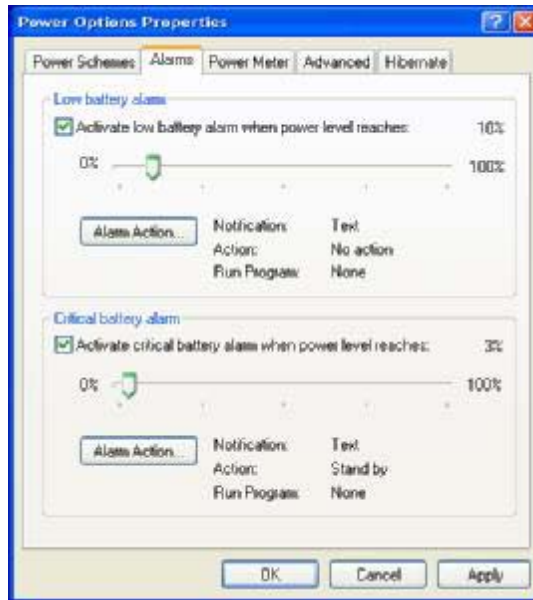 Power Options Properties
Power Schemes Alarms Power Meter Advanced Hibernate
Low battery alarm
Activate low battery alarm when power level reaches: 10%
0% 100%
Alarm Action... Notification: Text
Action: No action
Run Program: None
Critical battery alarm
Activate critical battery alarm when power level reaches: 3%
0% 100%
Alarm Action... Notification: Text
Action: Stand by
Run Program: None
OK Cancel Apply